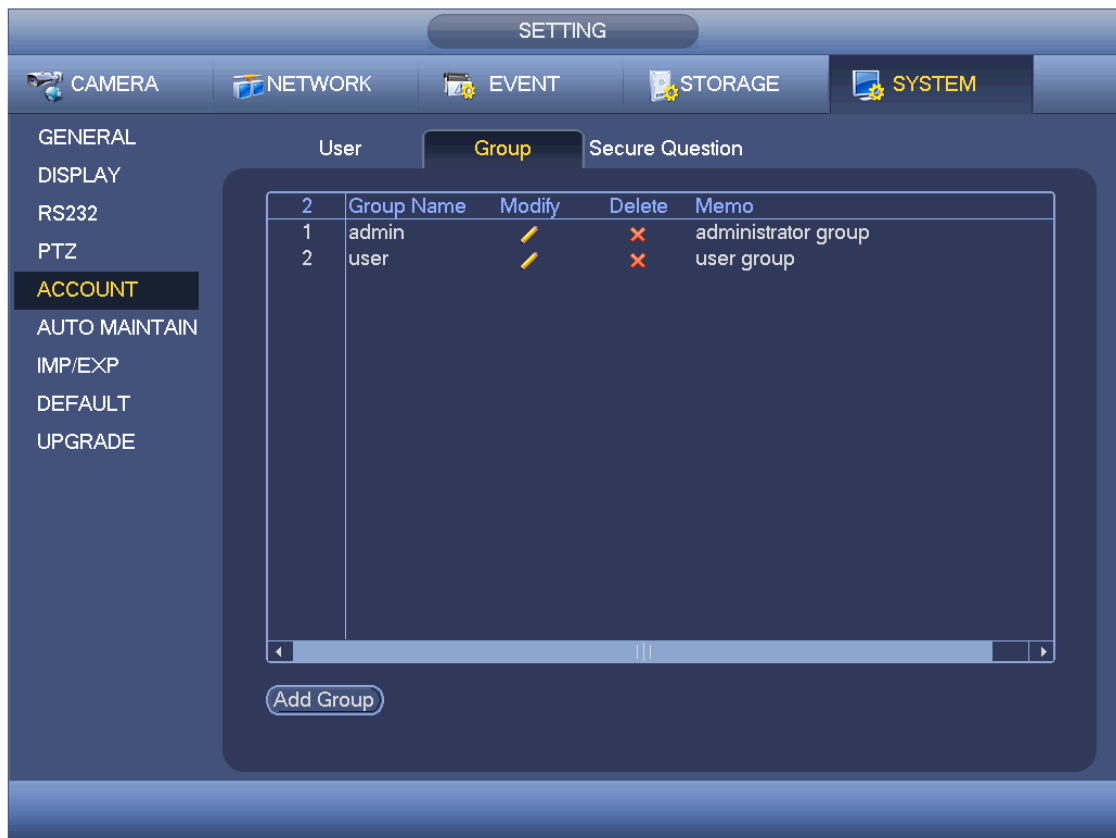 SETTING
CAMERA NETWORK EVENT STORAGE SYSTEM
GENERAL
DISPLAY
RS232
PTZ
ACCOUNT
AUTO MAINTAIN
IMP/EXP
DEFAULT
UPGRADE
User Group Secure Question
2 Group Name Modify Delete Memo
1 admin administrator group
2 user user group
Add Group